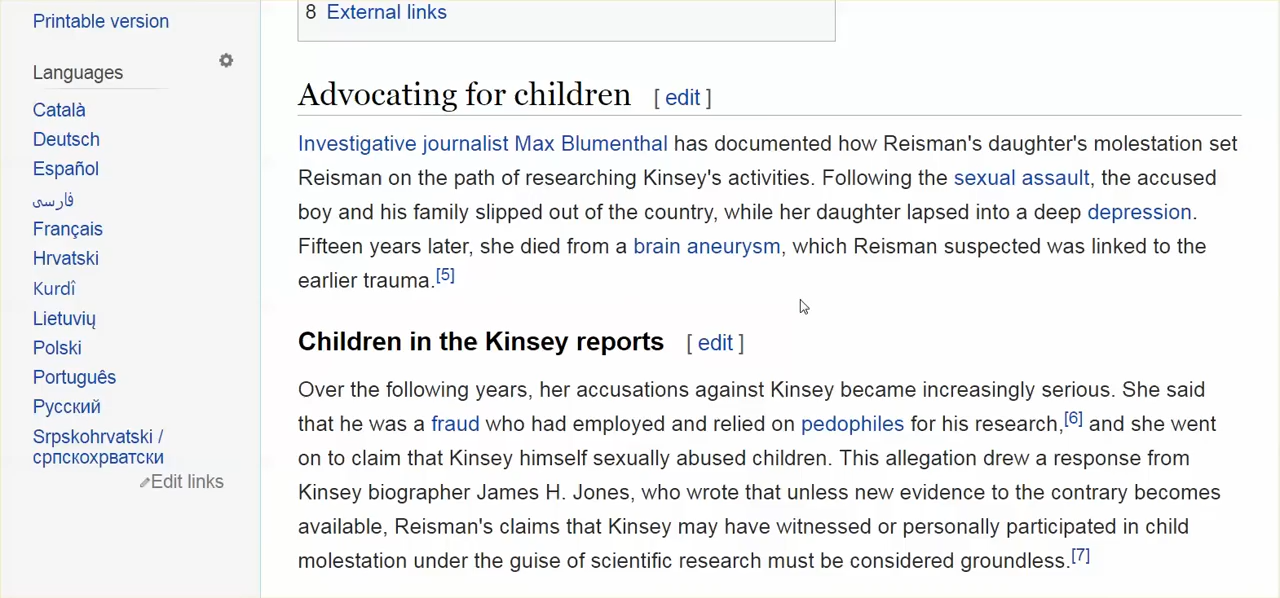 Printable version
Languages
Català
Deutsch
Español
فارسی
Français
Hrvatski
Kurdî
Lietuvių
Polski
Português
Русский
Srpskohrvatski /
српскохрватски
Edit links
8 External links
Advocating for children [ edit ]
Investigative journalist Max Blumenthal has documented how Reisman's daughter's molestation set
Reisman on the path of researching Kinsey's activities. Following the sexual assault, the accused
boy and his family slipped out of the country, while her daughter lapsed into a deep depression.
Fifteen years later, she died from a brain aneurysm, which Reisman suspected was linked to the
earlier trauma.[5]
Children in the Kinsey reports [ edit ]
Over the following years, her accusations against Kinsey became increasingly serious. She said
that he was a fraud who had employed and relied on pedophiles for his research,[6] and she went
on to claim that Kinsey himself sexually abused children. This allegation drew a response from
Kinsey biographer James H. Jones, who wrote that unless new evidence to the contrary becomes
available, Reisman's claims that Kinsey may have witnessed or personally participated in child
molestation under the guise of scientific research must be considered groundless.[7]